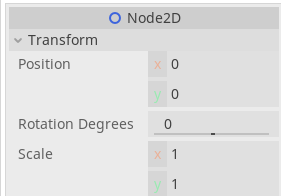 Node2D
Transform
Position x 0
y 0
Rotation Degrees 0
Scale x 1
y 1